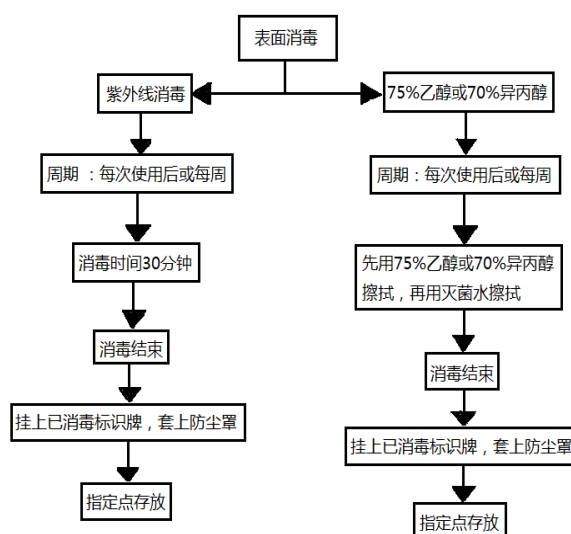 表面消毒
紫外线消毒
周期 ：每次使用后或每周
消毒时间30分钟
消毒结束
挂上已消毒标识牌，套上防尘罩
指定点存放
75%乙醇或70%异丙醇
周期：每次使用后或每周
先用75%乙醇或70%异丙醇
擦拭，再用灭菌水擦拭
消毒结束
挂上已消毒标识牌，套上防尘罩
指定点存放